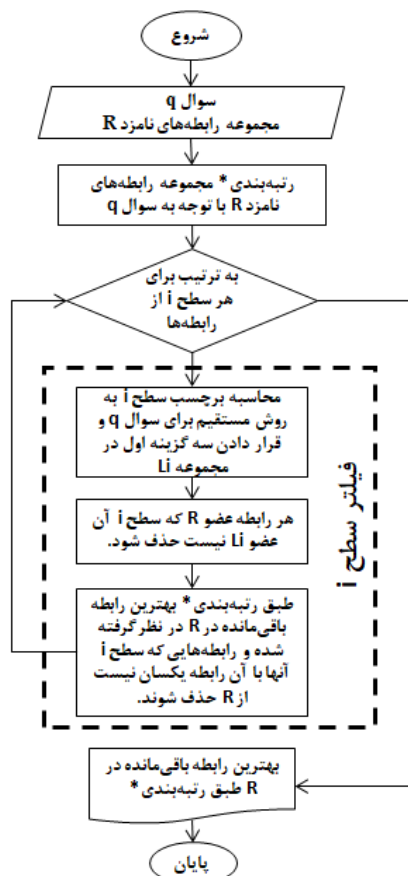 شروع
سوال q
مجموعه رابطه‌های نامزد R
رتبه‌بندی * مجموعه رابطه‌های
نامزد R با توجه به سوال q
به ترتیب برای
هر سطح i از
رابطه‌ها
محاسبه برچسب سطح i به
روش مستقیم برای سوال q و
قرار دادن سه گزینه اول در
مجموعه Li
هر رابطه عضو R که سطح i آن
عضو Li نیست حذف شود.
طبق رتبه‌بندی * بهترین رابطه
باقی‌مانده در R در نظر گرفته
شده و رابطه‌هایی که سطح i
آنها با آن رابطه یکسان نیست
از R حذف شوند.
فیلتر سطح i
بهترین رابطه باقی‌مانده در
R طبق رتبه‌بندی *
پایان